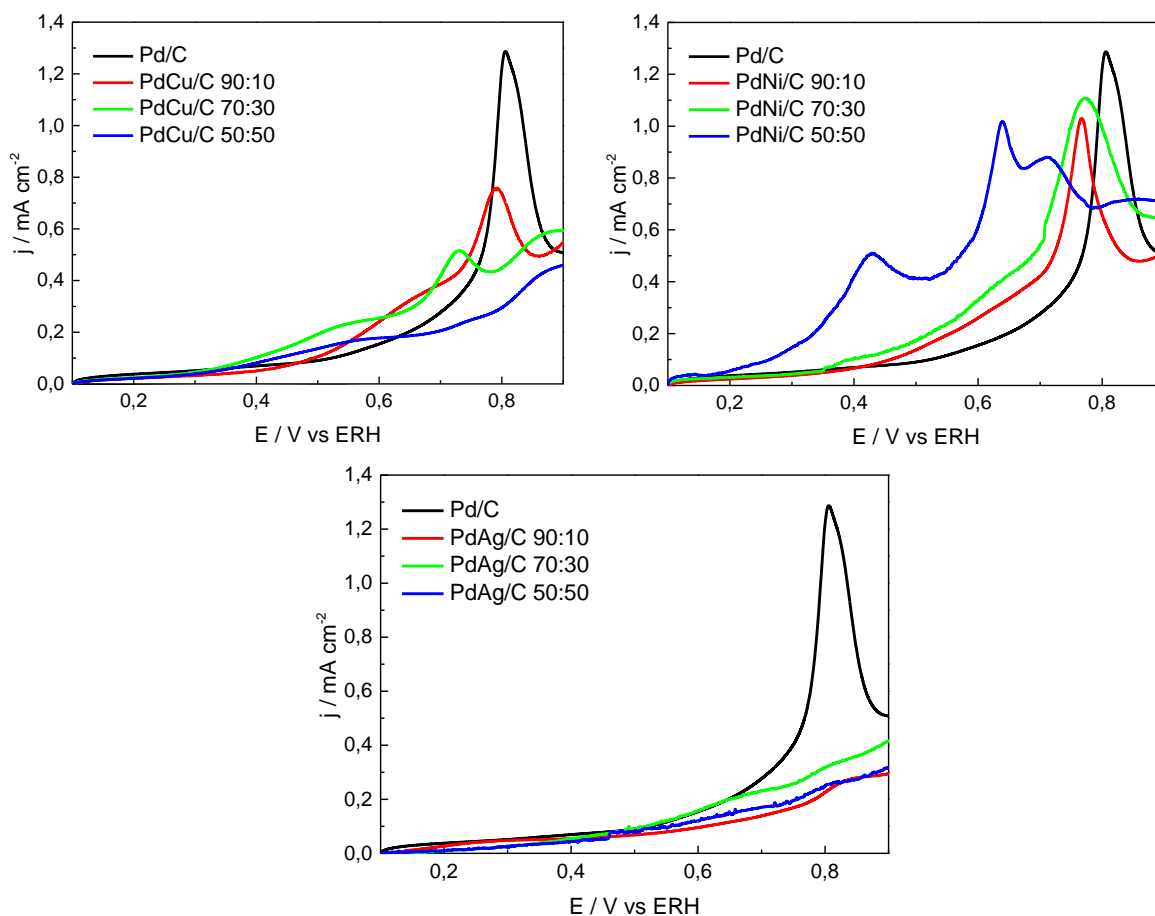 1,4
1,2
1,0
0,8
0,6
0,4
0,2
0,0
j / mA cm-2
Pd/C
PdCu/C 90:10
PdCu/C 70:30
PdCu/C 50:50
0,2 0,4 0,6 0,8
E / V vs ERH
1,4
1,2
1,0
0,8
0,6
0,4
0,2
0,0
j / mA cm-2
Pd/C
PdNi/C 90:10
PdNi/C 70:30
PdNi/C 50:50
0,2 0,4 0,6 0,8
E / V vs ERH
1,4
1,2
1,0
0,8
0,6
0,4
0,2
0,0
j / mA cm-2
Pd/C
PdAg/C 90:10
PdAg/C 70:30
PdAg/C 50:50
0,2 0,4 0,6 0,8
E / V vs ERH